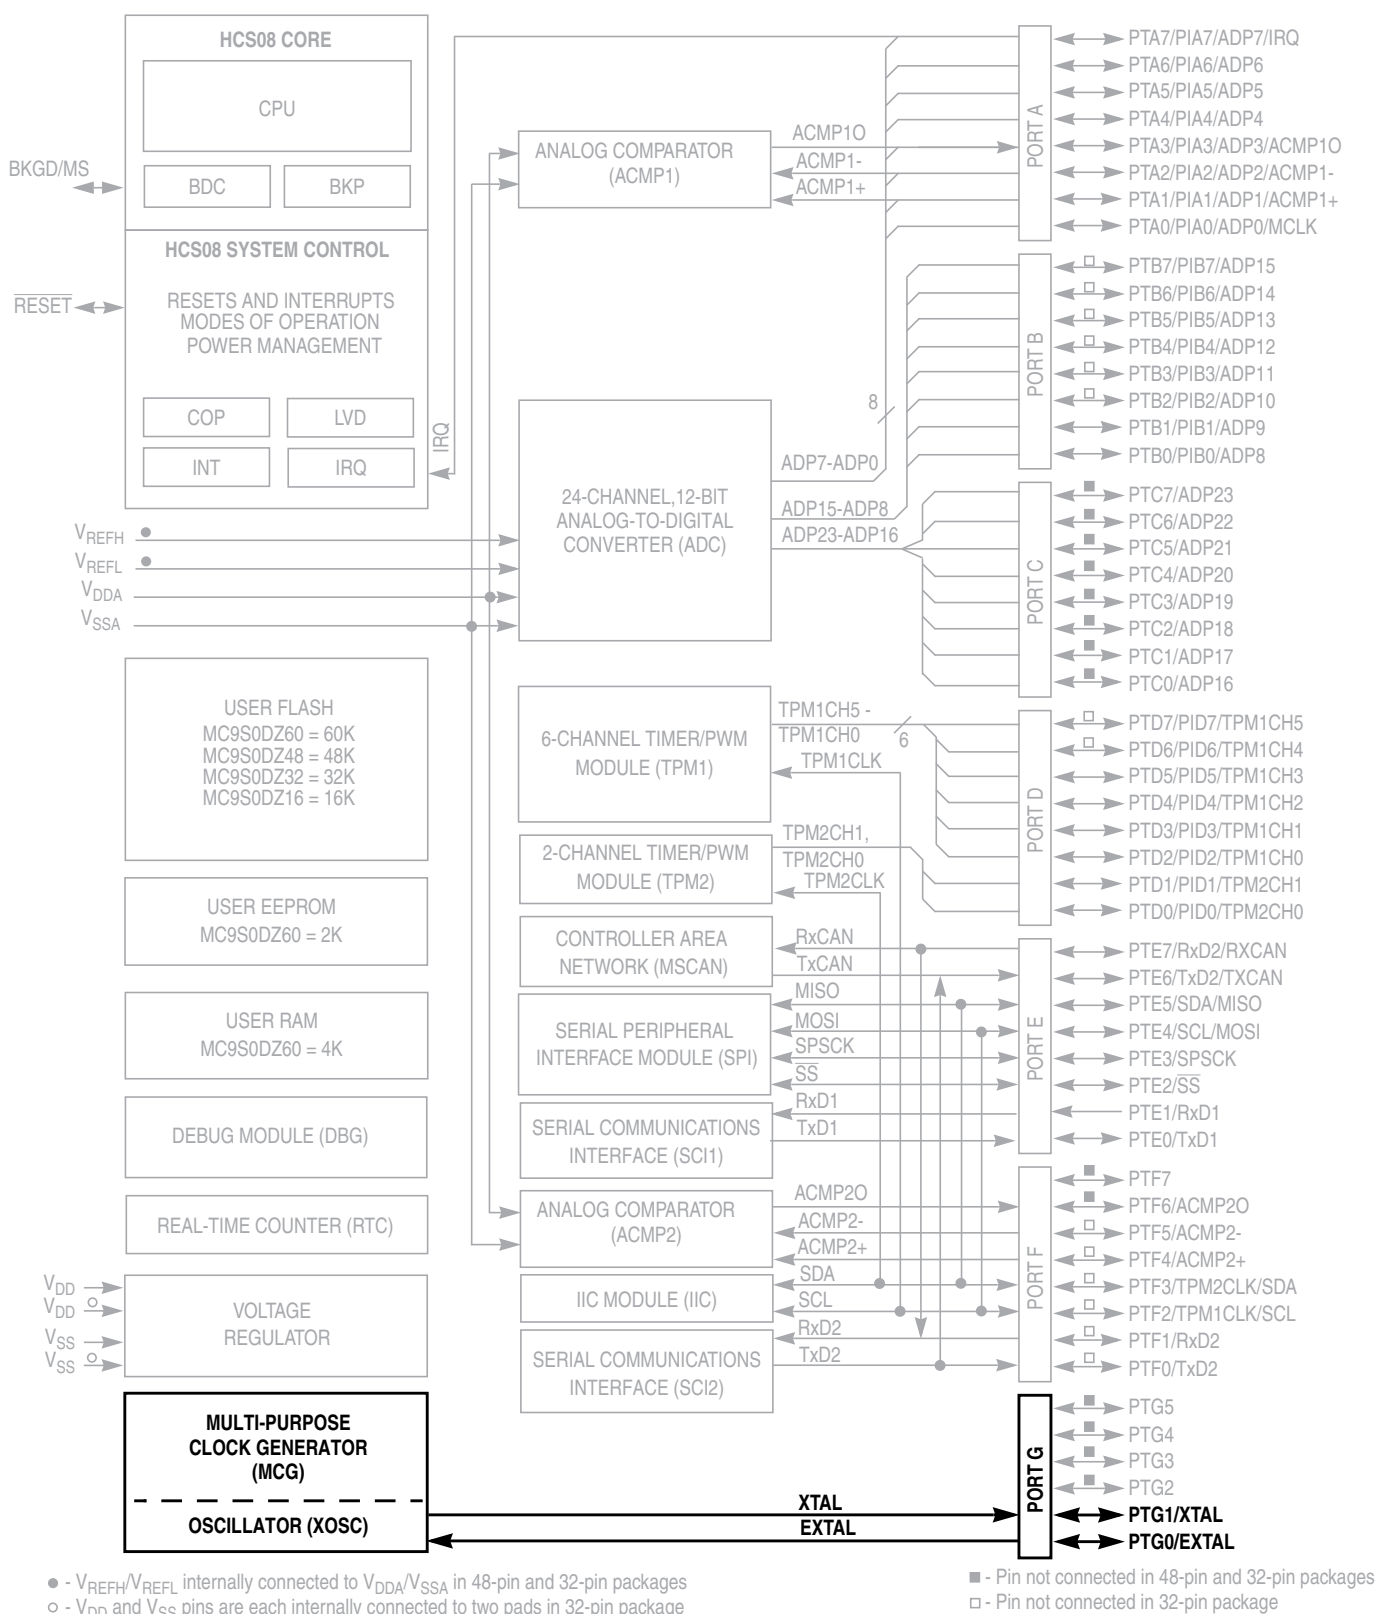 HCS08 CORE
CPU
BDC
BKP
BKGD/MS
HCS08 SYSTEM CONTROL
RESETS AND INTERRUPTS
MODES OF OPERATION
POWER MANAGEMENT
COP
LVD
INT
IRQ
RESET
IRQ
VREFH
VREFL
VDDA
VSSA
USER FLASH
MC9S0DZ60 = 60K
MC9S0DZ48 = 48K
MC9S0DZ32 = 32K
MC9S0DZ16 = 16K
USER EEPROM
MC9S0DZ60 = 2K
USER RAM
MC9S0DZ60 = 4K
DEBUG MODULE (DBG)
REAL-TIME COUNTER (RTC)
VDD
VDD
VSS
VSS
VOLTAGE
REGULATOR
MULTI-PURPOSE
CLOCK GENERATOR
(MCG)
OSCILLATOR (XOSC)
ANALOG COMPARATOR
(ACMP1)
ACMP1O
ACMP1-
ACMP1+
24-CHANNEL,12-BIT
ANALOG-TO-DIGITAL
CONVERTER (ADC)
8
ADP7-ADP0
ADP15-ADP8
ADP23-ADP16
6-CHANNEL TIMER/PWM
MODULE (TPM1)
TPM1CH5 -
TPM1CH0
6
TPM1CLK
2-CHANNEL TIMER/PWM
MODULE (TPM2)
TPM2CH1,
TPM2CH0
TPM2CLK
CONTROLLER AREA
NETWORK (MSCAN)
RxCAN
TxCAN
SERIAL PERIPHERAL
INTERFACE MODULE (SPI)
MISO
MOSI
SPSCK
SS
SERIAL COMMUNICATIONS
INTERFACE (SCI1)
RxD1
TxD1
ANALOG COMPARATOR
(ACMP2)
ACMP2O
ACMP2-
ACMP2+
IIC MODULE (IIC)
SDA
SCL
SERIAL COMMUNICATIONS
INTERFACE (SCI2)
RxD2
TxD2
XTAL
EXTAL
PORT A
PTA7/PIA7/ADP7/IRQ
PTA6/PIA6/ADP6
PTA5/PIA5/ADP5
PTA4/PIA4/ADP4
PTA3/PIA3/ADP3/ACMP1O
PTA2/PIA2/ADP2/ACMP1-
PTA1/PIA1/ADP1/ACMP1+
PTA0/PIA0/ADP0/MCLK
PORT B
PTB7/PIB7/ADP15
PTB6/PIB6/ADP14
PTB5/PIB5/ADP13
PTB4/PIB4/ADP12
PTB3/PIB3/ADP11
PTB2/PIB2/ADP10
PTB1/PIB1/ADP9
PTB0/PIB0/ADP8
PORT C
PTC7/ADP23
PTC6/ADP22
PTC5/ADP21
PTC4/ADP20
PTC3/ADP19
PTC2/ADP18
PTC1/ADP17
PTC0/ADP16
PORT D
PTD7/PID7/TPM1CH5
PTD6/PID6/TPM1CH4
PTD5/PID5/TPM1CH3
PTD4/PID4/TPM1CH2
PTD3/PID3/TPM1CH1
PTD2/PID2/TPM1CH0
PTD1/PID1/TPM2CH1
PTD0/PID0/TPM2CH0
PORT E
PTE7/RxD2/RXCAN
PTE6/TxD2/TXCAN
PTE5/SDA/MISO
PTE4/SCL/MOSI
PTE3/SPSCK
PTE2/SS
PTE1/RxD1
PTE0/TxD1
PORT F
PTF7
PTF6/ACMP2O
PTF5/ACMP2-
PTF4/ACMP2+
PTF3/TPM2CLK/SDA
PTF2/TPM1CLK/SCL
PTF1/RxD2
PTF0/TxD2
PORT G
PTG5
PTG4
PTG3
PTG2
PTG1/XTAL
PTG0/EXTAL
● - VREFH/VREFL internally connected to VDDA/VSSA in 48-pin and 32-pin packages
○ - VDD and VSS pins are each internally connected to two pads in 32-pin package
■ - Pin not connected in 48-pin and 32-pin packages
□ - Pin not connected in 32-pin package